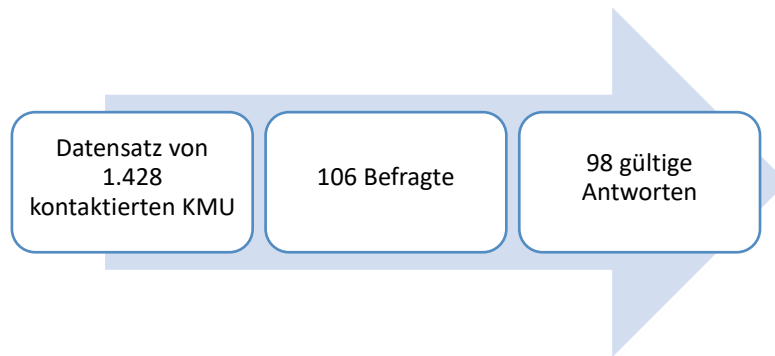 Datensatz von
1.428
kontaktierten KMU
106 Befragte
98 gültige
Antworten